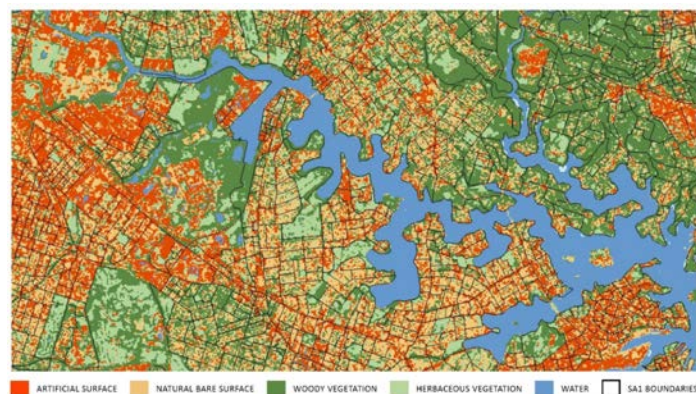 ARTIFICIAL SURFACE NATURAL BARE SURFACE WOODY VEGETATION HERBACEOUS VEGETATION WATER SA1 BOUNDARIES